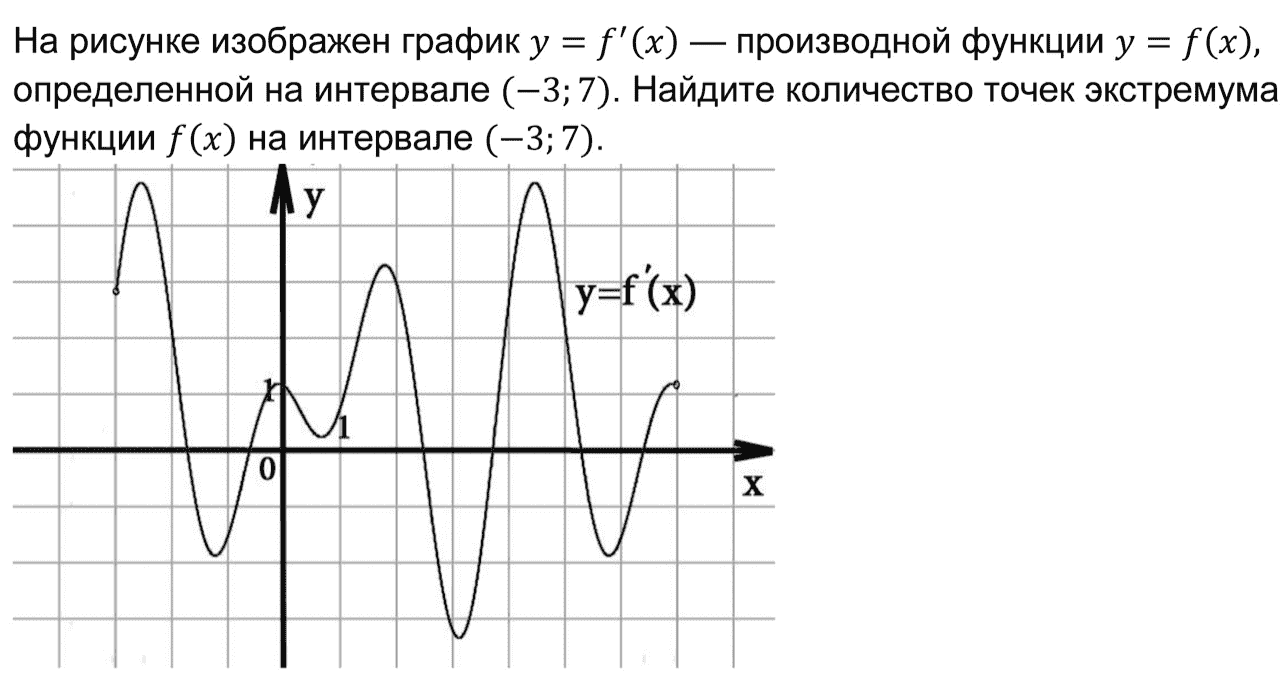 На рисунке изображен график y = f′(x) — производной функции y = f(x),
определенной на интервале (−3; 7). Найдите количество точек экстремума
функции f(x) на интервале (−3; 7).
y
y=f′(x)
1
1
0
x